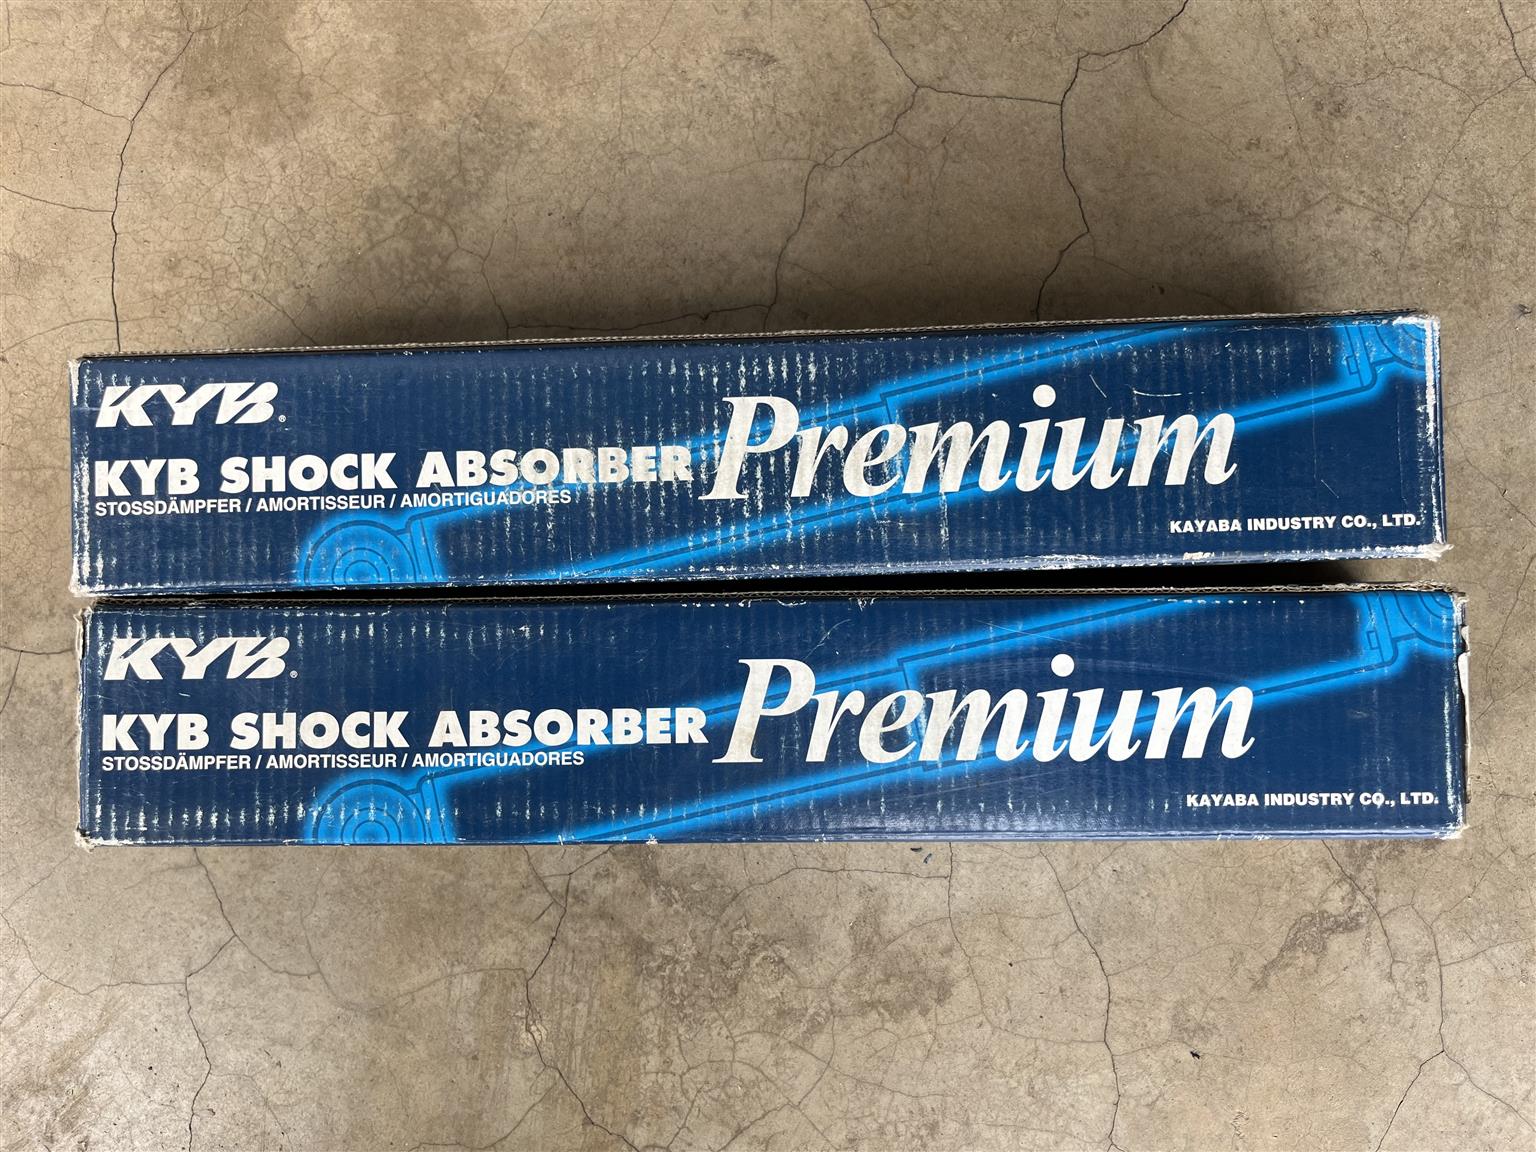 KYB®
KYB SHOCK ABSORBER
STOSSDÄMPFER / AMORTISSEUR / AMORTIGUADORES
Premium
KAYABA INDUSTRY CO., LTD.
KYB®
KYB SHOCK ABSORBER
STOSSDÄMPFER / AMORTISSEUR / AMORTIGUADORES
Premium
KAYABA INDUSTRY CO., LTD.